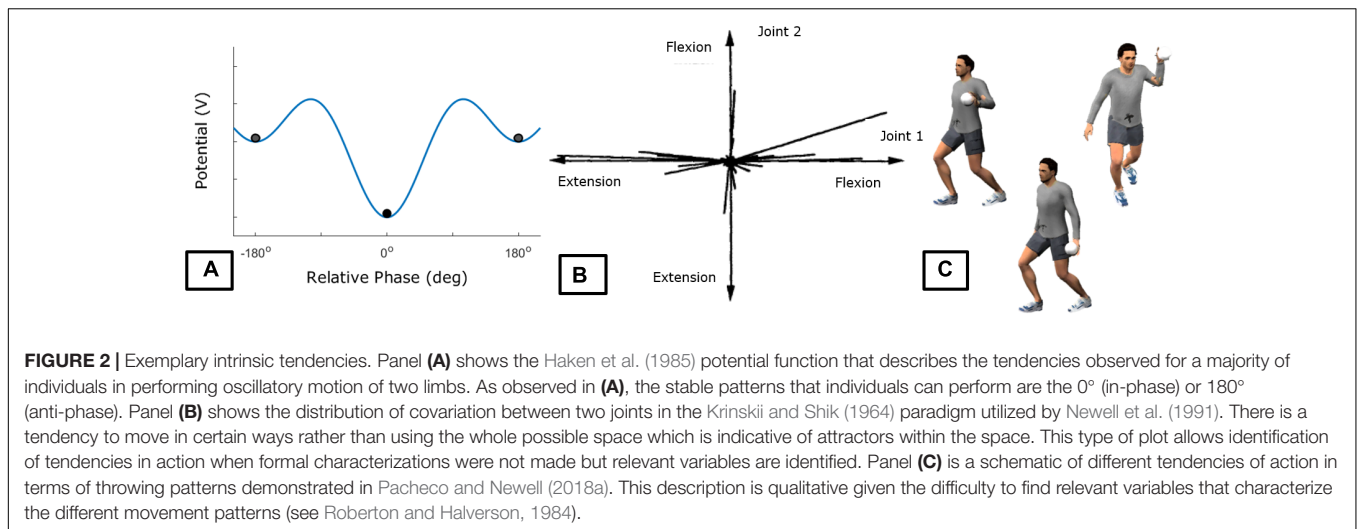 Potential (V)
-180°
0°
180°
Relative Phase (deg)
A
Joint 2
Flexion
Joint 1
Extension
Flexion
Extension
B
C
FIGURE 2 | Exemplary intrinsic tendencies. Panel (A) shows the Haken et al. (1985) potential function that describes the tendencies observed for a majority of
individuals in performing oscillatory motion of two limbs. As observed in (A), the stable patterns that individuals can perform are the 0° (in-phase) or 180°
(anti-phase). Panel (B) shows the distribution of covariation between two joints in the Krinskii and Shik (1964) paradigm utilized by Newell et al. (1991). There is a
tendency to move in certain ways rather than using the whole possible space which is indicative of attractors within the space. This type of plot allows identification
of tendencies in action when formal characterizations were not made but relevant variables are identified. Panel (C) is a schematic of different tendencies of action in
terms of throwing patterns demonstrated in Pacheco and Newell (2018a). This description is qualitative given the difficulty to find relevant variables that characterize
the different movement patterns (see Roberton and Halverson, 1984).